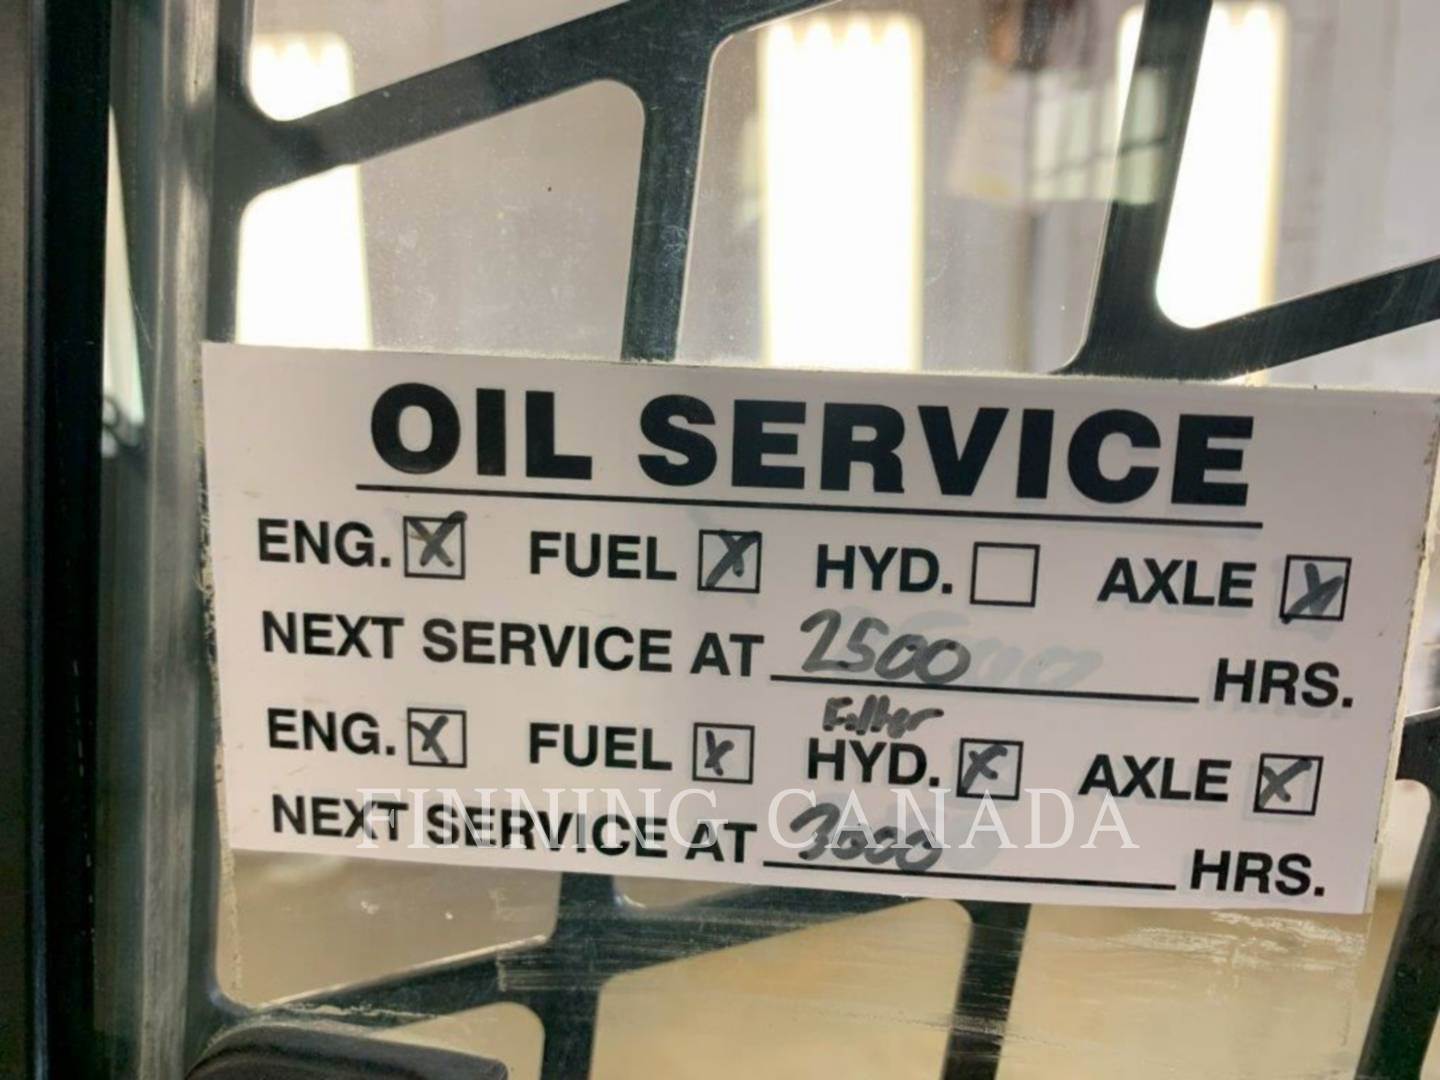 OIL SERVICE
ENG. FUEL HYD. AXLE
NEXT SERVICE AT 2500 HRS.
Filter
ENG. FUEL HYD. AXLE
NEXT SERVICE AT 3000 HRS.
FINNING CANADA